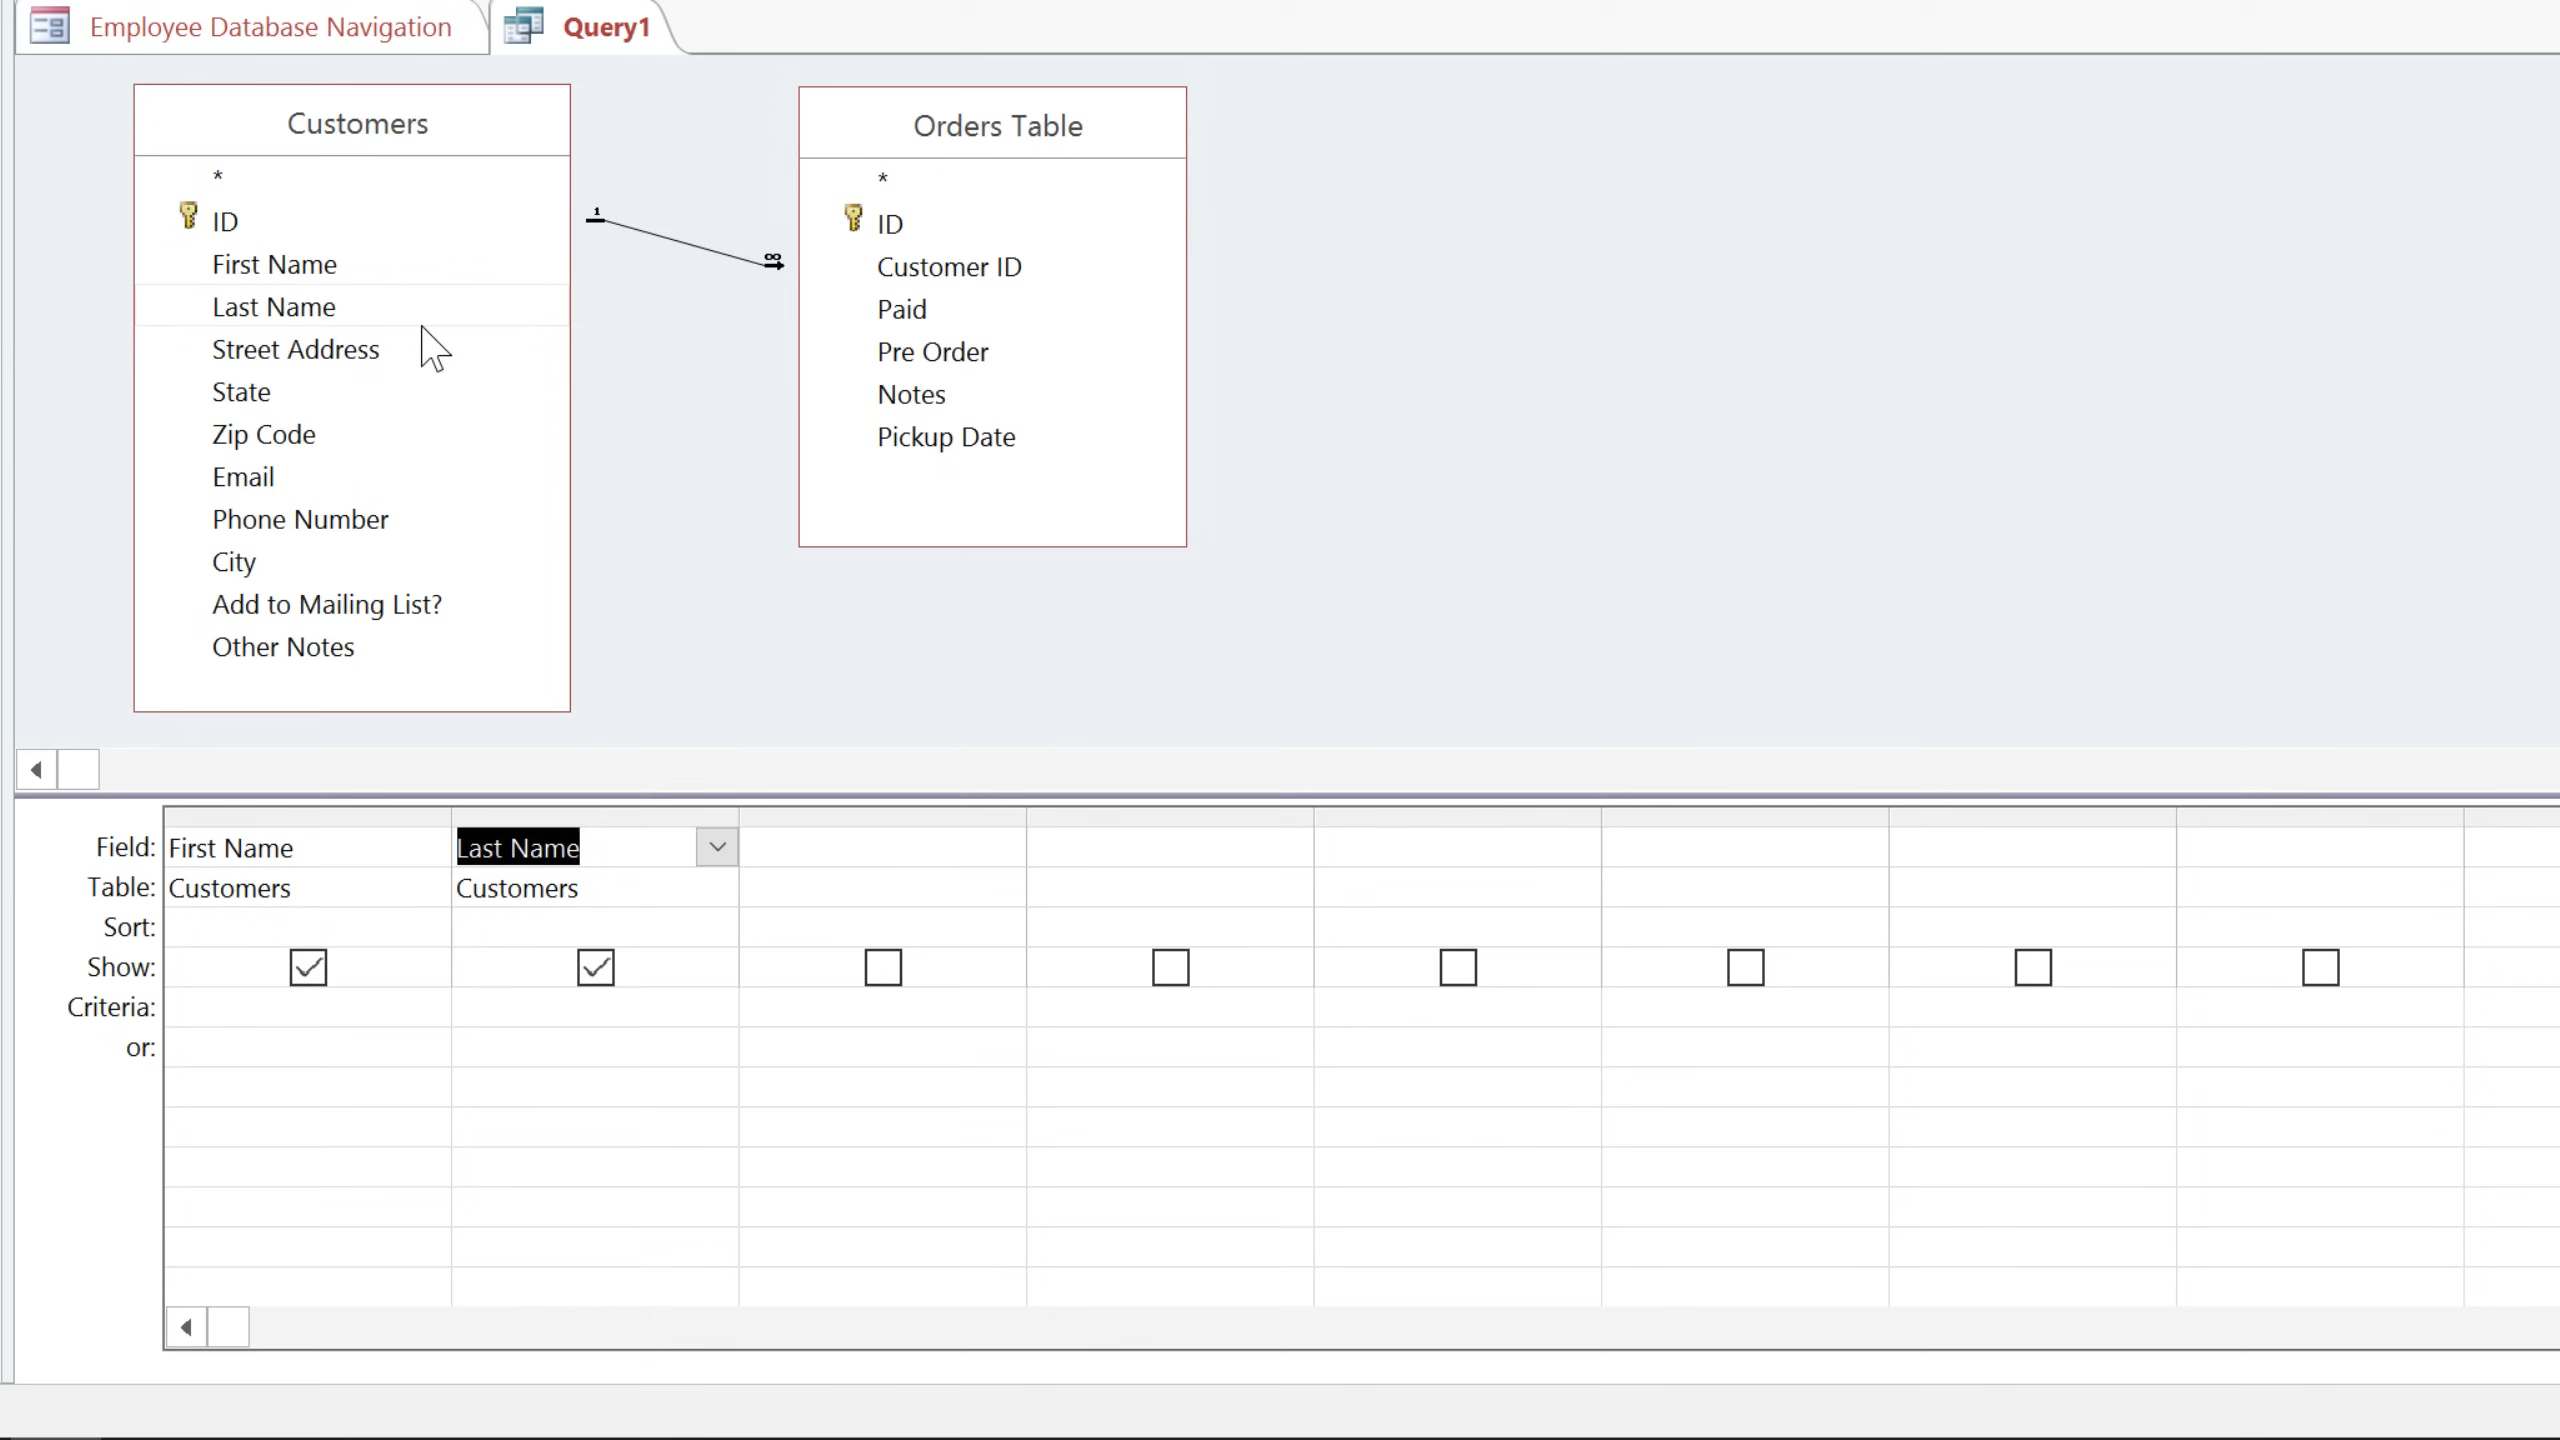 Employee Database Navigation
Query1
Customers
*
ID
First Name
Last Name
Street Address
State
Zip Code
Email
Phone Number
City
Add to Mailing List?
Other Notes
1
∞
Orders Table
*
ID
Customer ID
Paid
Pre Order
Notes
Pickup Date
Field: First Name Last Name
Table: Customers Customers
Sort:
Show:
Criteria:
or: